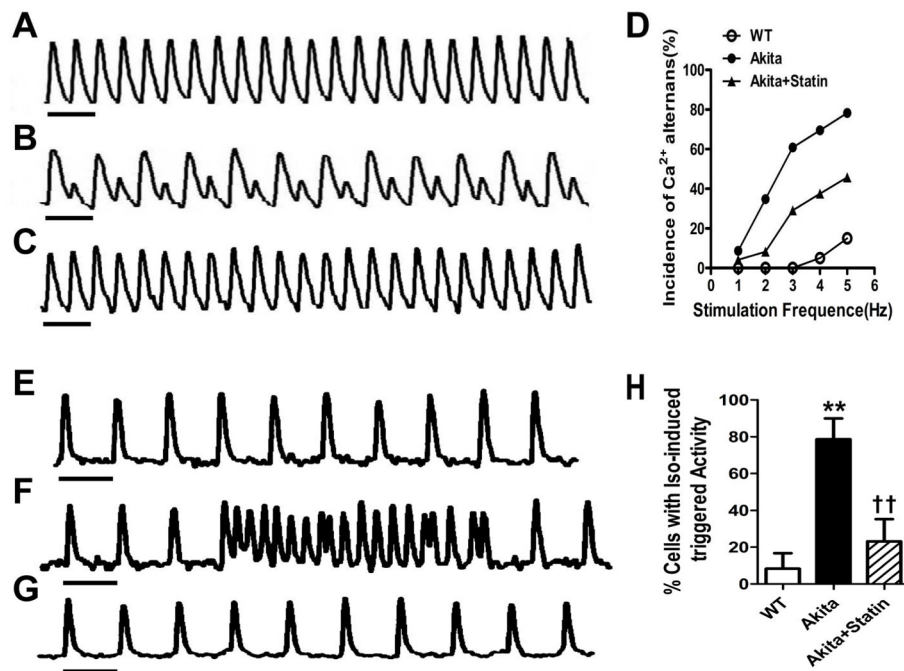 A
B
C
D
WT
Akita
Akita+Statin
Incidence of Ca²⁺ alternans(%)
100
80
60
40
20
0
0 1 2 3 4 5 6
Stimulation Frequence(Hz)
E
F
G
H
% Cells with Iso-induced
triggered Activity
100
80
60
40
20
0
**
††
WT
Akita
Akita+Statin